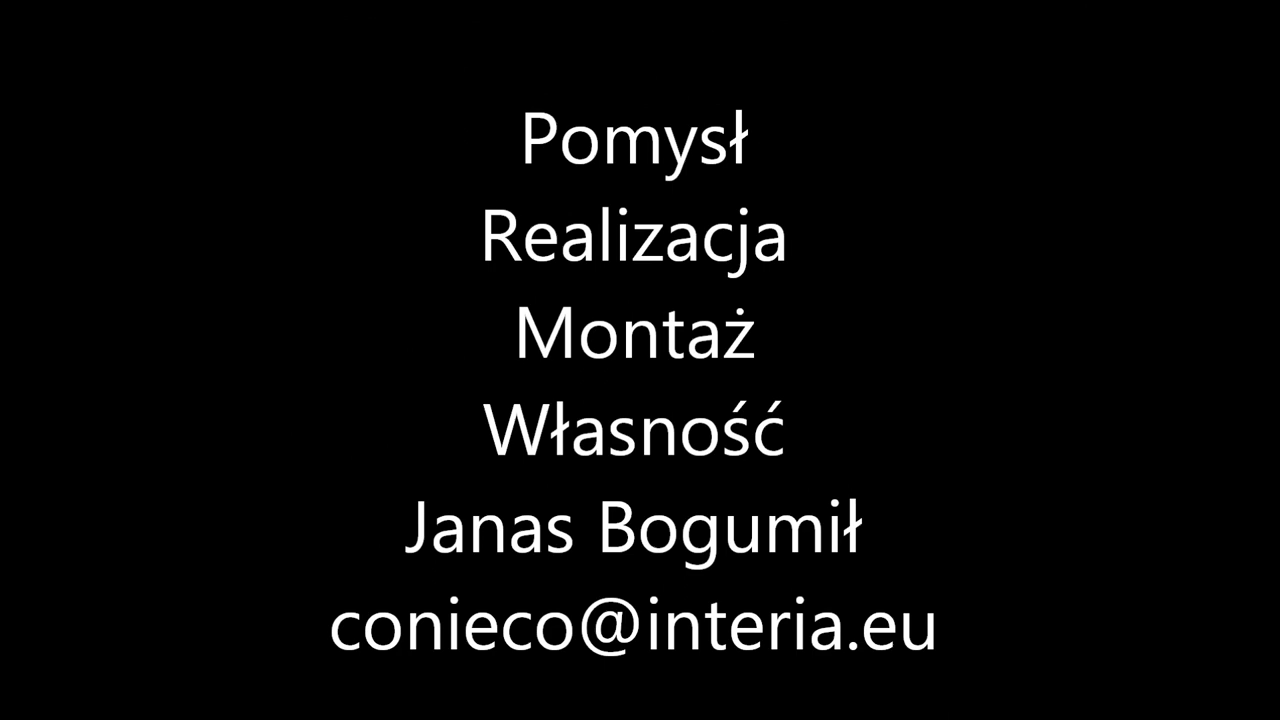 Pomysł
Realizacja
Montaż
Własność
Janas Bogumił
conieco@interia.eu